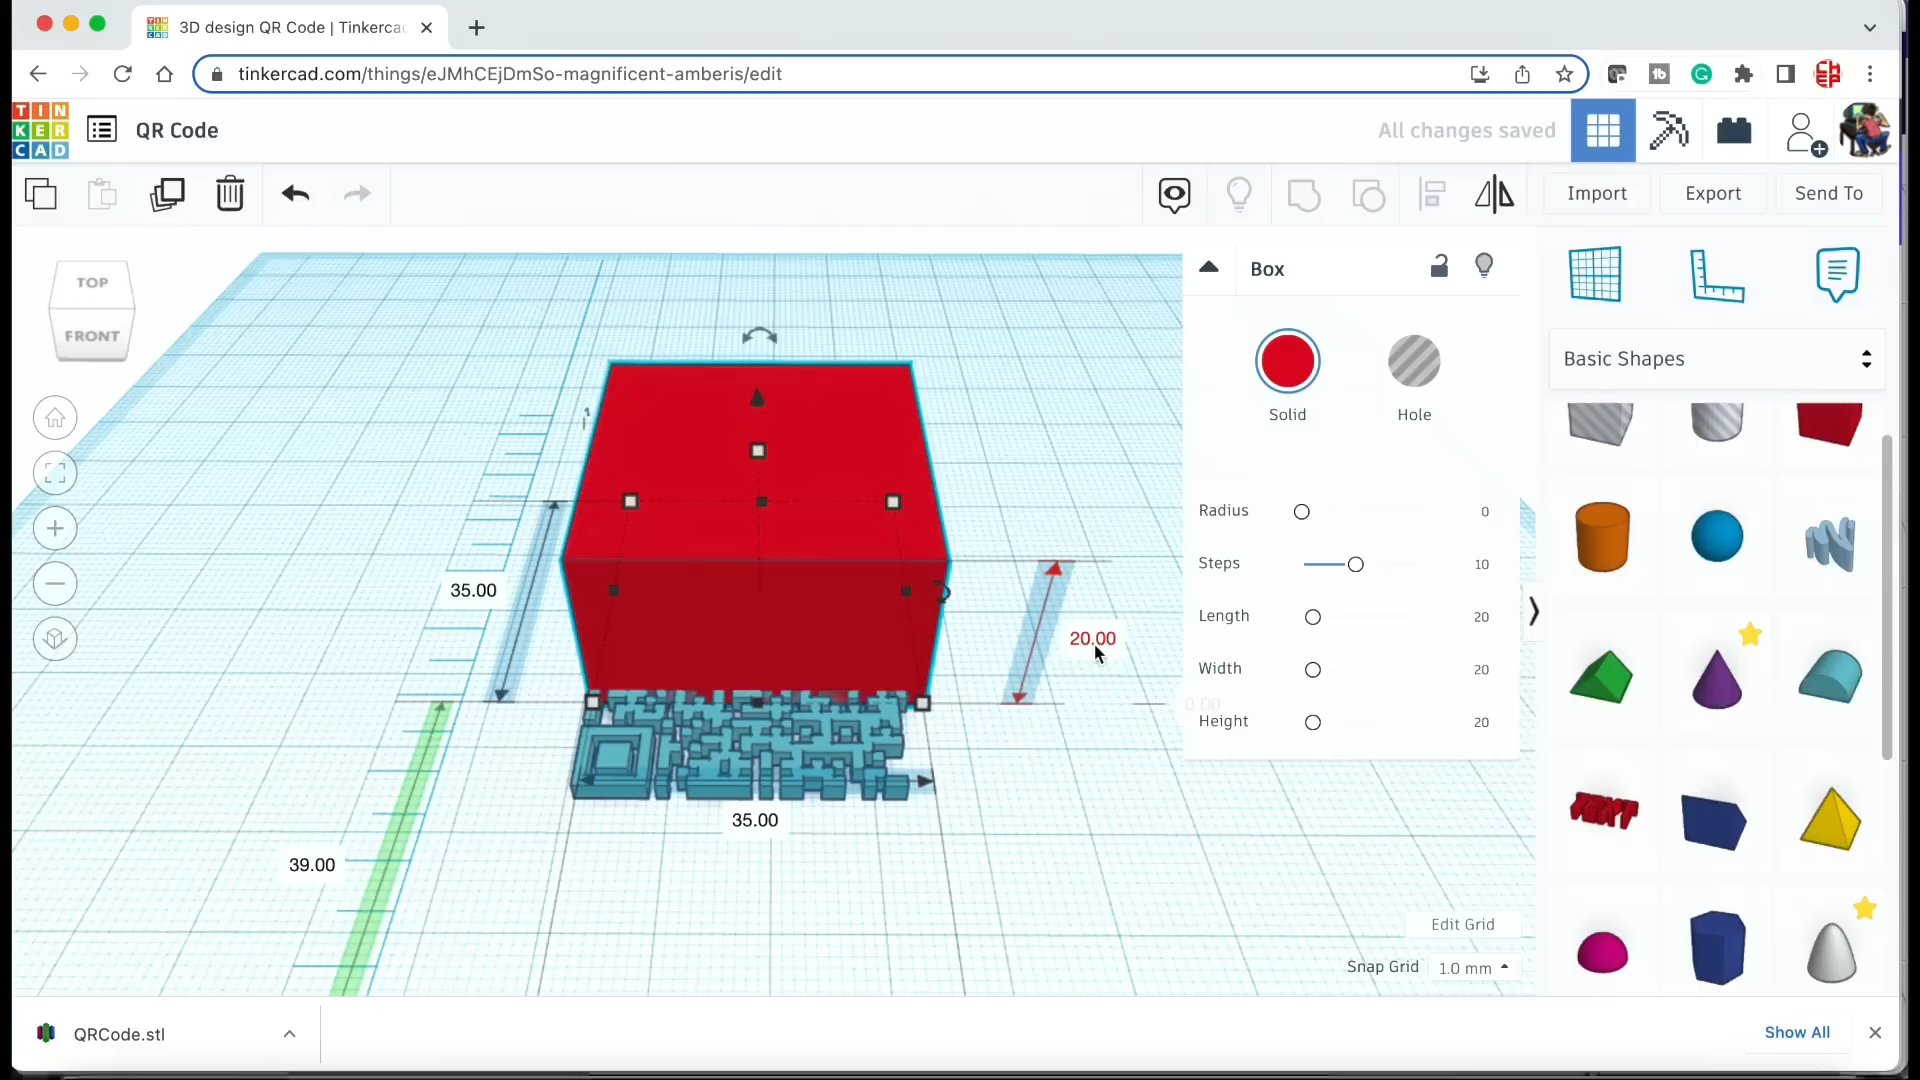 3D design QR Code | Tinkerca
tinkercad.com/things/eJMhCEjDmSo-magnificent-amberis/edit
TIN
KER
CAD
QR Code
All changes saved
Import
Export
Send To
TOP
FRONT
Box
Solid
Hole
Basic Shapes
Radius
0
Steps
10
Length
20
Width
20
Height
20
35.00
20.00
0.00
35.00
39.00
TEXT
Edit Grid
Snap Grid
1.0 mm
QRCode.stl
Show All